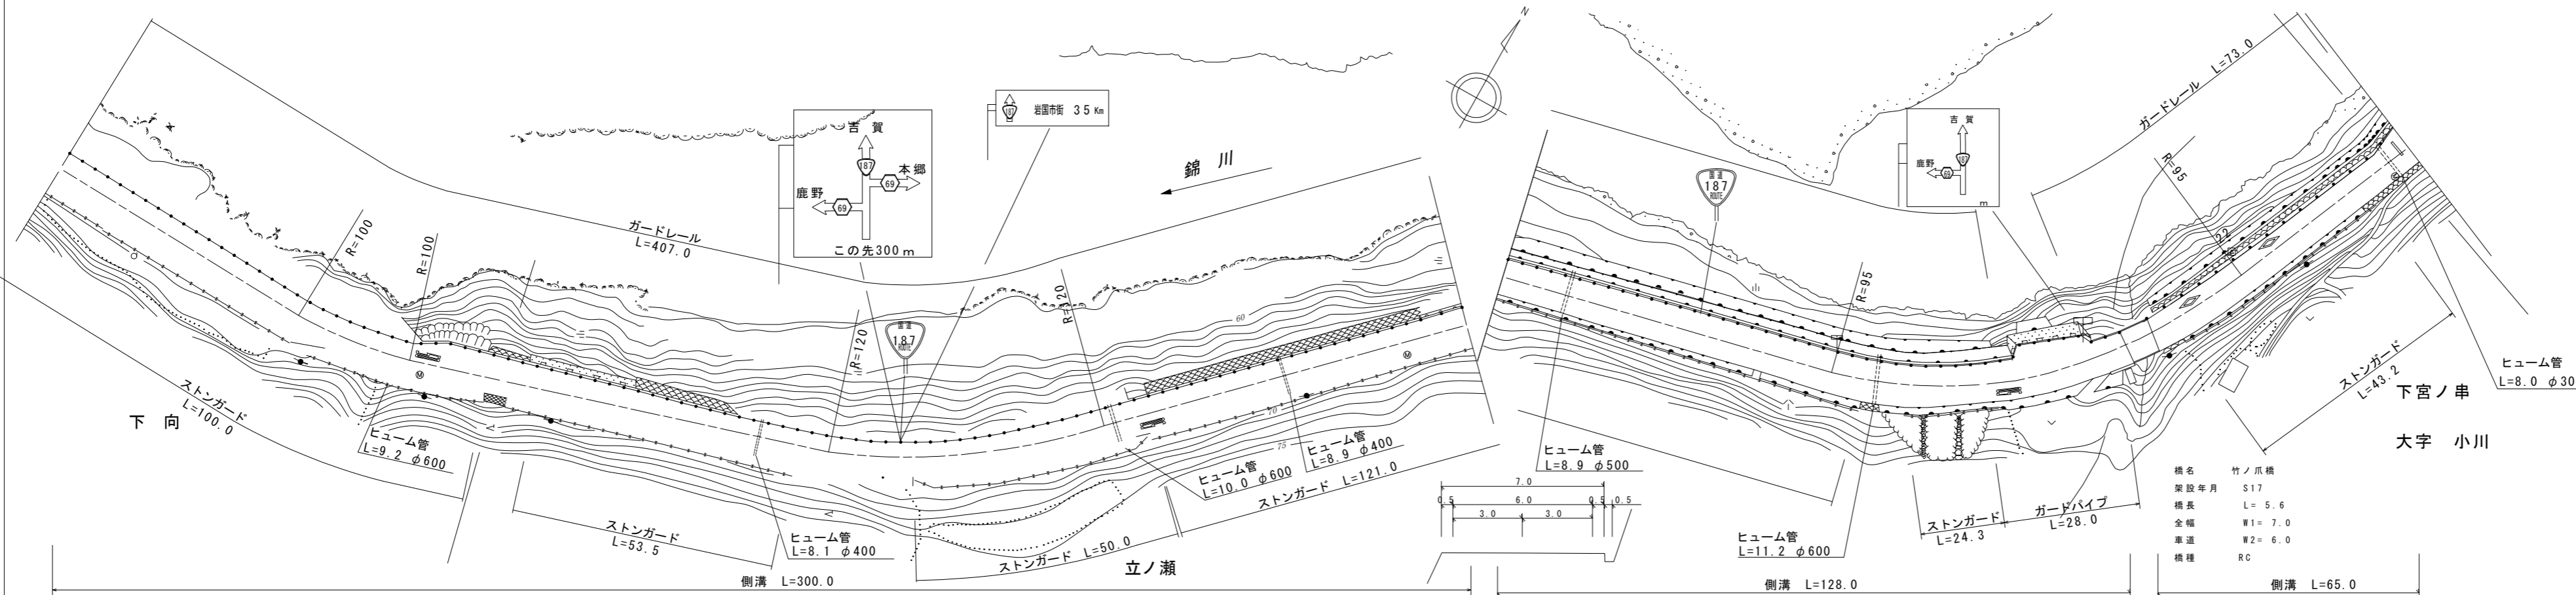 R=100
R=100
ガードレール
L=407.0
吉 賀
187
本 郷
69
鹿 野
69
この先300m
187
岩国市街 35Km
錦 川
N
国道
187
ROUTE
R=120
R=120
60
70
75
ストンガード
L=100.0
下 向
ヒューム管
L=9.2 φ600
ストンガード
L=53.5
ヒューム管
L=8.1 φ400
ヒューム管
L=10.0 φ600
ヒューム管
L=8.9 φ400
ストンガード L=121.0
ストンガード L=50.0
立ノ瀬
側溝 L=300.0
国道
187
ROUTE
吉 賀
187
鹿野
69
m
ガードレール L=73.0
R=95
R=95
22
ヒューム管
L=8.9 φ500
7.0
0.5
6.0
0.5
0.5
3.0
3.0
ヒューム管
L=11.2 φ600
ストンガード
L=24.3
ガードパイプ
L=28.0
ストンガード
L=43.2
ヒューム管
L=8.0 φ30
下宮ノ串
大字 小川
橋名 竹ノ爪橋
架設年月 S17
橋長 L= 5.6
全幅 W1= 7.0
車道 W2= 6.0
橋種 RC
側溝 L=128.0
側溝 L=65.0